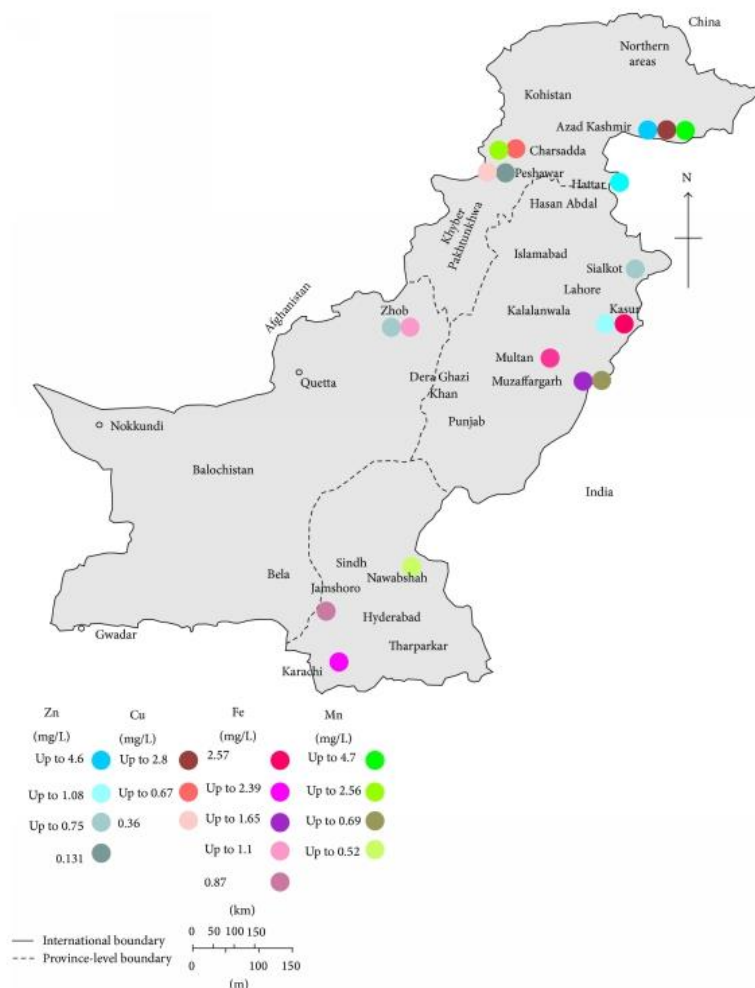 China
Northern
areas
Kohistan
Azad Kashmir
Charsadda
Peshawar
Hattar
N
Hasan Abdal
Khyber
Pakhtunkhwa
Islamabad
Sialkot
Lahore
Afghanistan
Zhob
Kalalanwala
Kasur
Multan
Quetta
Dera Ghazi
Khan
Muzaffargarh
Punjab
Nokkundi
Balochistan
India
Sindh
Bela
Nawabshah
Jamshoro
Hyderabad
Gwadar
Tharparkar
Karachi
Zn
(mg/L)
Up to 4.6
Up to 1.08
Up to 0.75
0.131
Cu
(mg/L)
Up to 2.8
Up to 0.67
0.36
Fe
(mg/L)
2.57
Up to 2.39
Up to 1.65
Up to 1.1
0.87
Mn
(mg/L)
Up to 4.7
Up to 2.56
Up to 0.69
Up to 0.52
(km)
0 50 100 150
International boundary
Province-level boundary
0 100 150
(m)